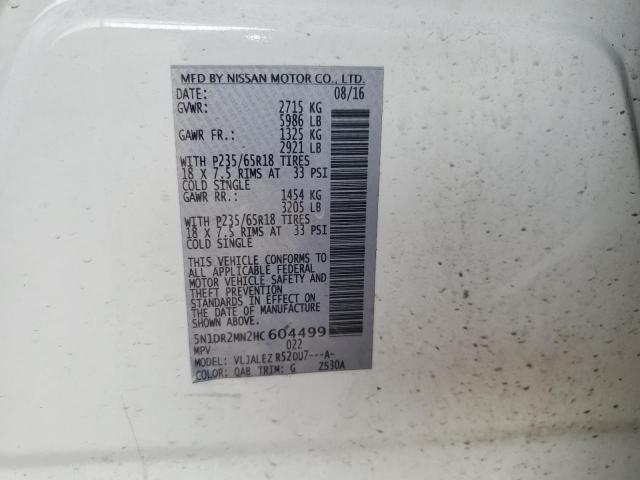 MFD BY NISSAN MOTOR CO., LTD.
DATE: 08/16
GVWR: 2715 KG
5986 LB
GAWR FR.: 1325 KG
2921 LB
WITH P235/65R18 TIRES
18 X 7.5 RIMS AT 33 PSI
COLD SINGLE
GAWR RR.: 1454 KG
3205 LB
WITH P235/65R18 TIRES
18 X 7.5 RIMS AT 33 PSI
COLD SINGLE
THIS VEHICLE CONFORMS TO
ALL APPLICABLE FEDERAL
MOTOR VEHICLE SAFETY AND
THEFT PREVENTION
STANDARDS IN EFFECT ON
THE DATE OF MANUFACTURE
SHOWN ABOVE.
5N1DR2MN2HC604499
MPV 022
MODEL: VLJALEZ R52DU7---A-
COLOR: QAB TRIM: G ZS30A